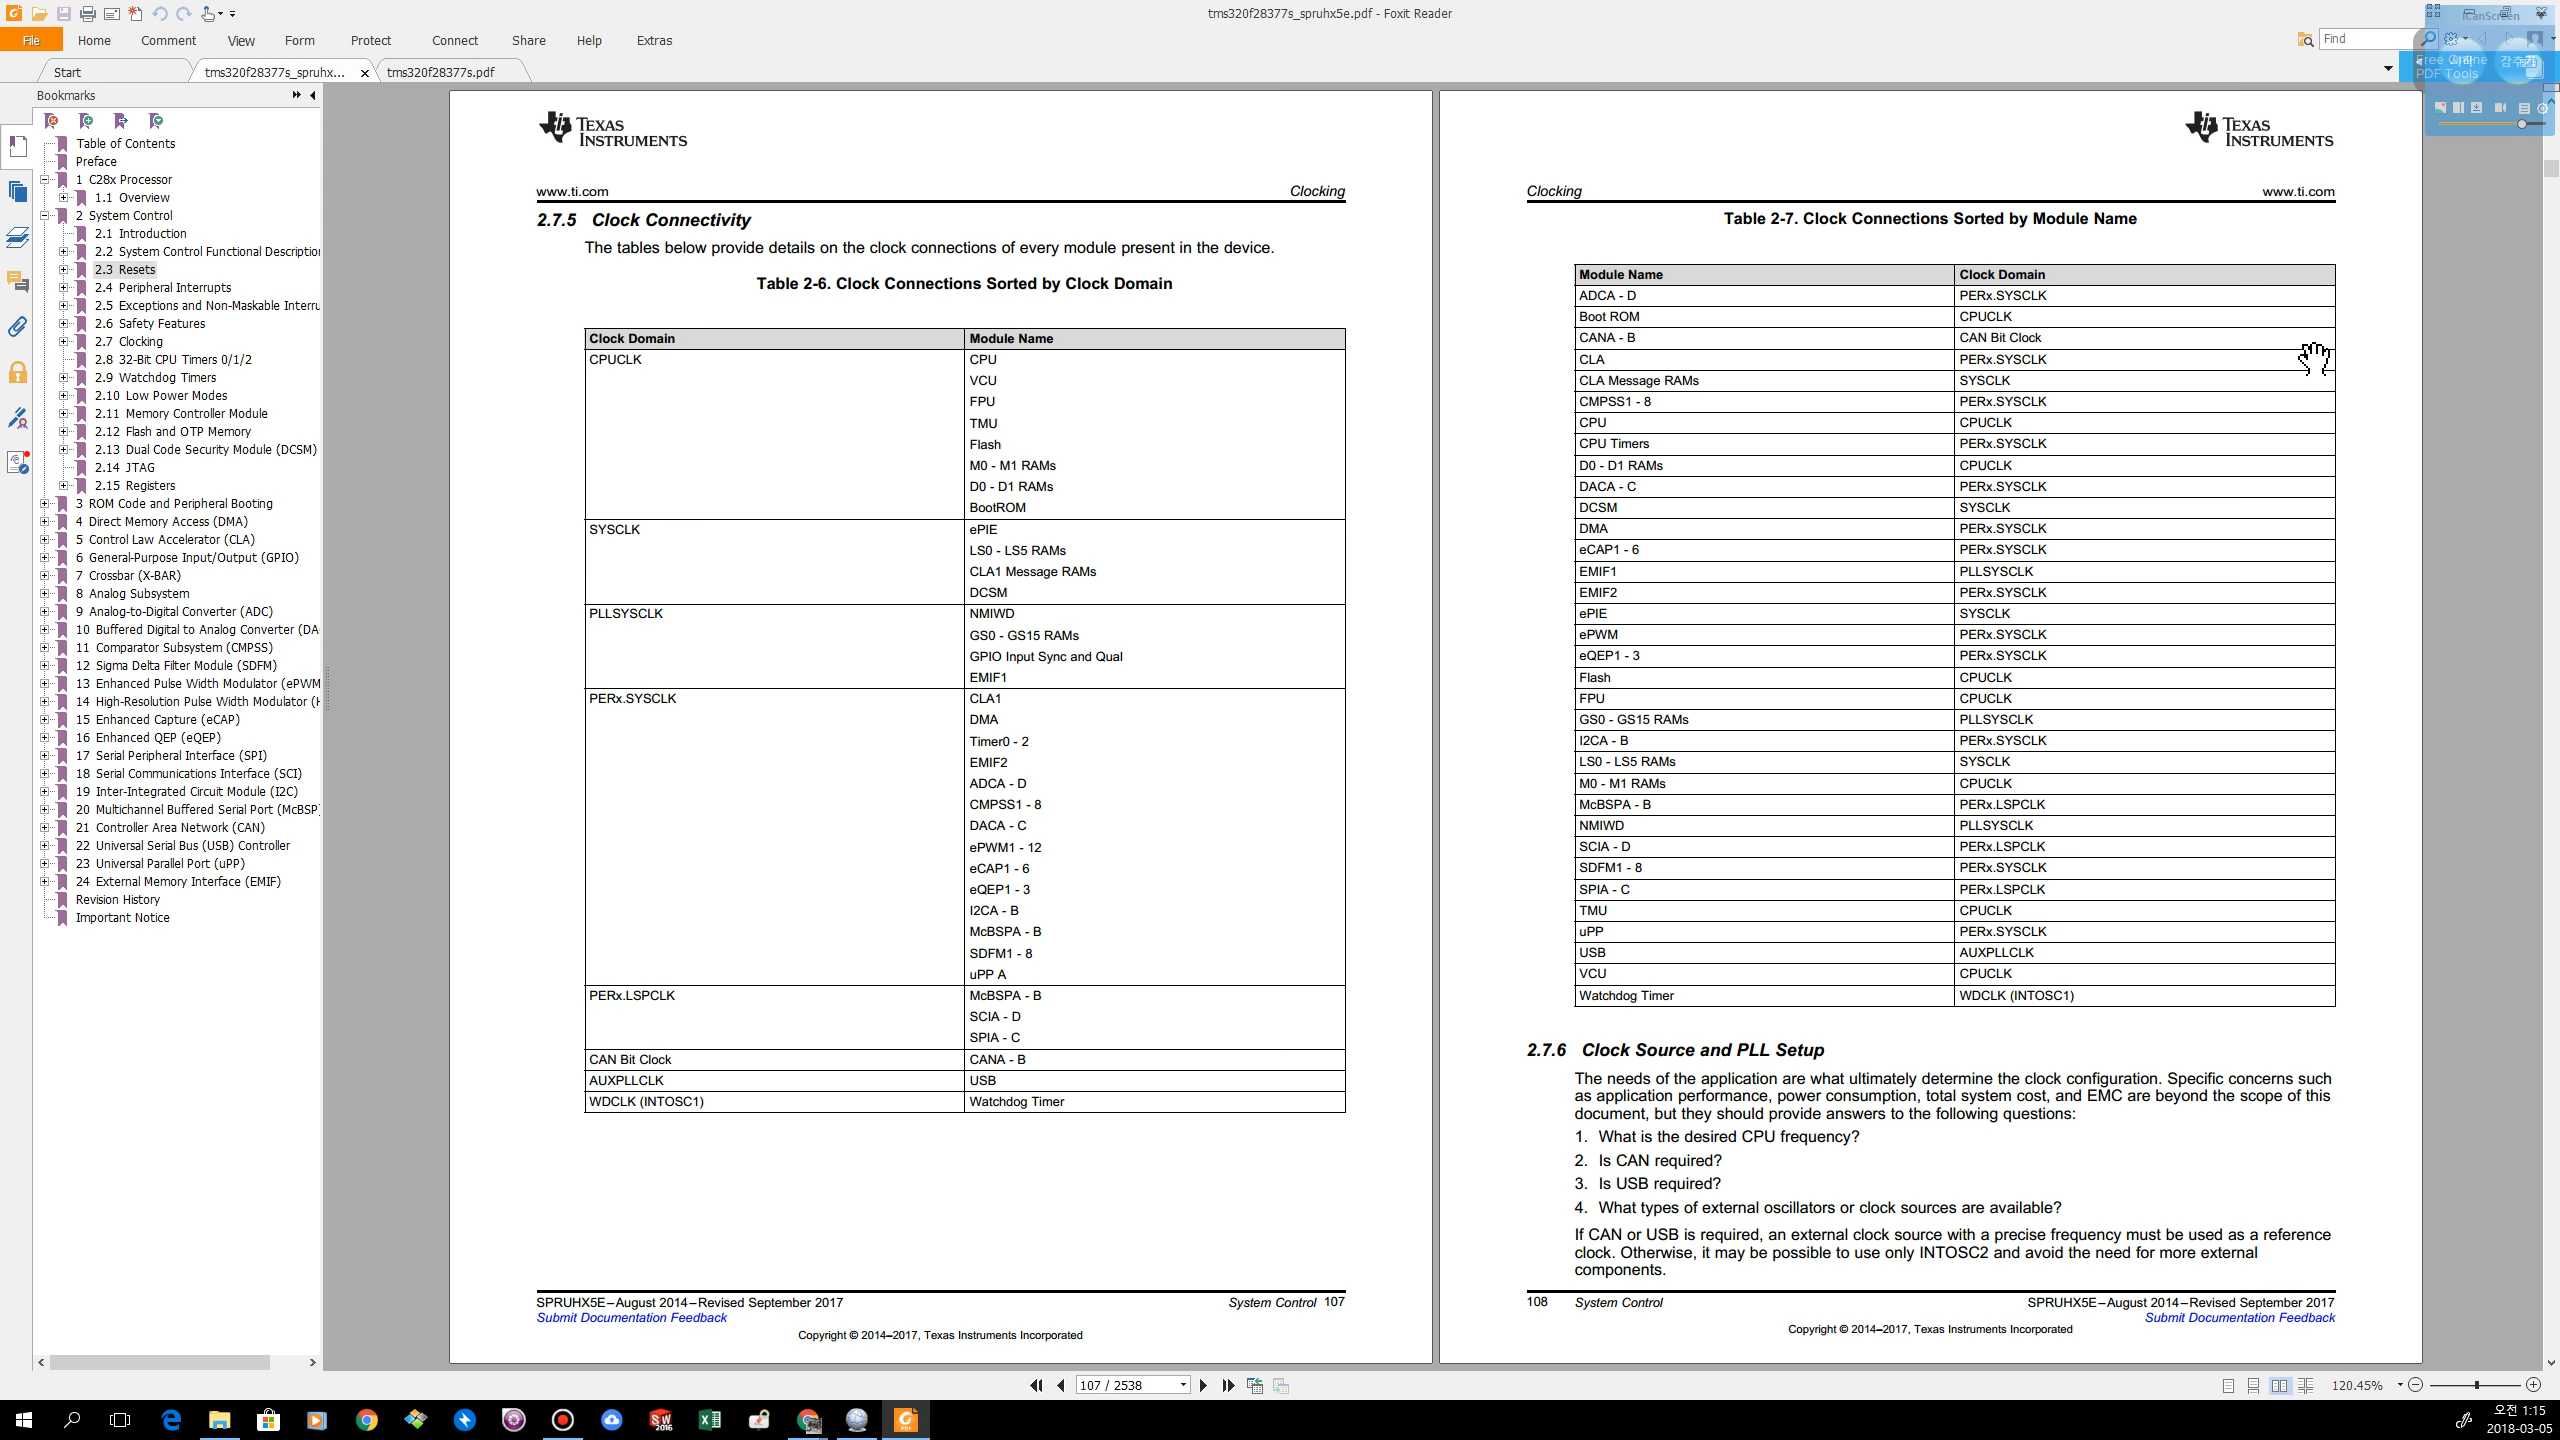 tms320f28377s_spruhx5e.pdf - Foxit Reader
iCanScreen
File Home Comment View Form Protect Connect Share Help Extras
Find
Start tms320f28377s_spruhx... tms320f28377s.pdf
Free Online
PDF Tools
Bookmarks
Table of Contents
Preface
1 C28x Processor
1.1 Overview
2 System Control
2.1 Introduction
2.2 System Control Functional Description
2.3 Resets
2.4 Peripheral Interrupts
2.5 Exceptions and Non-Maskable Interru
2.6 Safety Features
2.7 Clocking
2.8 32-Bit CPU Timers 0/1/2
2.9 Watchdog Timers
2.10 Low Power Modes
2.11 Memory Controller Module
2.12 Flash and OTP Memory
2.13 Dual Code Security Module (DCSM)
2.14 JTAG
2.15 Registers
3 ROM Code and Peripheral Booting
4 Direct Memory Access (DMA)
5 Control Law Accelerator (CLA)
6 General-Purpose Input/Output (GPIO)
7 Crossbar (X-BAR)
8 Analog Subsystem
9 Analog-to-Digital Converter (ADC)
10 Buffered Digital to Analog Converter (DA
11 Comparator Subsystem (CMPSS)
12 Sigma Delta Filter Module (SDFM)
13 Enhanced Pulse Width Modulator (ePWM
14 High-Resolution Pulse Width Modulator (H
15 Enhanced Capture (eCAP)
16 Enhanced QEP (eQEP)
17 Serial Peripheral Interface (SPI)
18 Serial Communications Interface (SCI)
19 Inter-Integrated Circuit Module (I2C)
20 Multichannel Buffered Serial Port (McBSP)
21 Controller Area Network (CAN)
22 Universal Serial Bus (USB) Controller
23 Universal Parallel Port (uPP)
24 External Memory Interface (EMIF)
Revision History
Important Notice
TEXAS
INSTRUMENTS
www.ti.com Clocking
2.7.5 Clock Connectivity
The tables below provide details on the clock connections of every module present in the device.
Table 2-6. Clock Connections Sorted by Clock Domain
Clock Domain Module Name
CPUCLK CPU
VCU
FPU
TMU
Flash
M0 - M1 RAMs
D0 - D1 RAMs
BootROM
SYSCLK ePIE
LS0 - LS5 RAMs
CLA1 Message RAMs
DCSM
PLLSYSCLK NMIWD
GS0 - GS15 RAMs
GPIO Input Sync and Qual
EMIF1
PERx.SYSCLK CLA1
DMA
Timer0 - 2
EMIF2
ADCA - D
CMPSS1 - 8
DACA - C
ePWM1 - 12
eCAP1 - 6
eQEP1 - 3
I2CA - B
McBSPA - B
SDFM1 - 8
uPP A
PERx.LSPCLK McBSPA - B
SCIA - D
SPIA - C
CAN Bit Clock CANA - B
AUXPLLCLK USB
WDCLK (INTOSC1) Watchdog Timer
SPRUHX5E–August 2014–Revised September 2017 System Control 107
Submit Documentation Feedback
Copyright © 2014–2017, Texas Instruments Incorporated
TEXAS
INSTRUMENTS
Clocking www.ti.com
Table 2-7. Clock Connections Sorted by Module Name
Module Name Clock Domain
ADCA - D PERx.SYSCLK
Boot ROM CPUCLK
CANA - B CAN Bit Clock
CLA PERx.SYSCLK
CLA Message RAMs SYSCLK
CMPSS1 - 8 PERx.SYSCLK
CPU CPUCLK
CPU Timers PERx.SYSCLK
D0 - D1 RAMs CPUCLK
DACA - C PERx.SYSCLK
DCSM SYSCLK
DMA PERx.SYSCLK
eCAP1 - 6 PERx.SYSCLK
EMIF1 PLLSYSCLK
EMIF2 PERx.SYSCLK
ePIE SYSCLK
ePWM PERx.SYSCLK
eQEP1 - 3 PERx.SYSCLK
Flash CPUCLK
FPU CPUCLK
GS0 - GS15 RAMs PLLSYSCLK
I2CA - B PERx.SYSCLK
LS0 - LS5 RAMs SYSCLK
M0 - M1 RAMs CPUCLK
McBSPA - B PERx.LSPCLK
NMIWD PLLSYSCLK
SCIA - D PERx.LSPCLK
SDFM1 - 8 PERx.SYSCLK
SPIA - C PERx.LSPCLK
TMU CPUCLK
uPP PERx.SYSCLK
USB AUXPLLCLK
VCU CPUCLK
Watchdog Timer WDCLK (INTOSC1)
2.7.6 Clock Source and PLL Setup
The needs of the application are what ultimately determine the clock configuration. Specific concerns such
as application performance, power consumption, total system cost, and EMC are beyond the scope of this
document, but they should provide answers to the following questions:
1. What is the desired CPU frequency?
2. Is CAN required?
3. Is USB required?
4. What types of external oscillators or clock sources are available?
If CAN or USB is required, an external clock source with a precise frequency must be used as a reference
clock. Otherwise, it may be possible to use only INTOSC2 and avoid the need for more external
components.
108 System Control SPRUHX5E–August 2014–Revised September 2017
Submit Documentation Feedback
Copyright © 2014–2017, Texas Instruments Incorporated
107 / 2538
120.45%
SW
2016
오전 1:15
2018-03-05